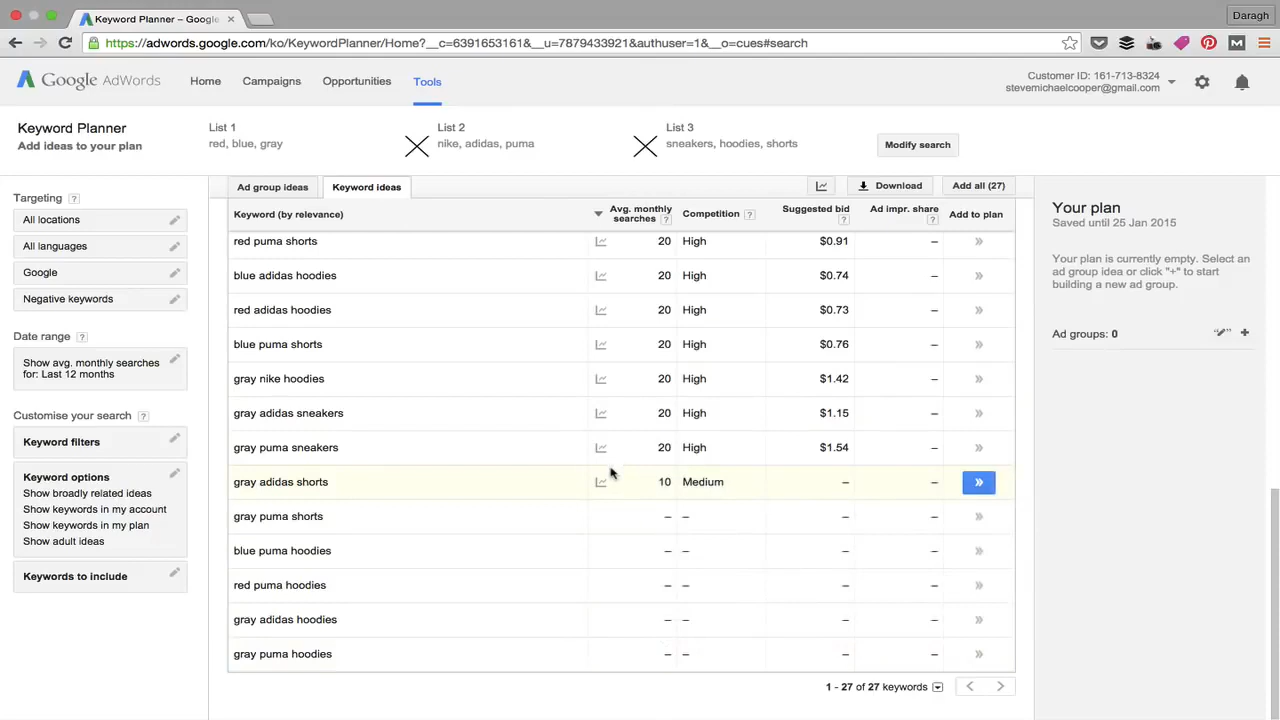 Keyword Planner – Google
Daragh
https://adwords.google.com/ko/KeywordPlanner/Home?__c=6391653161&__u=7879433921&authuser=1&__o=cues#search
Google AdWords
Home
Campaigns
Opportunities
Tools
Customer ID: 161-713-8324
stevemichaelcooper@gmail.com
Keyword Planner
Add ideas to your plan
List 1
red, blue, gray
List 2
nike, adidas, puma
List 3
sneakers, hoodies, shorts
Modify search
Targeting ?
All locations
All languages
Google
Negative keywords
Date range ?
Show avg. monthly searches
for: Last 12 months
Customise your search ?
Keyword filters
Keyword options
Show broadly related ideas
Show keywords in my account
Show keywords in my plan
Show adult ideas
Keywords to include
Ad group ideas
Keyword ideas
Download
Add all (27)
Keyword (by relevance)
Avg. monthly
searches ?
Competition ?
Suggested bid
?
Ad impr. share
?
Add to plan
red puma shorts 20 High $0.91 – »
blue adidas hoodies 20 High $0.74 – »
red adidas hoodies 20 High $0.73 – »
blue puma shorts 20 High $0.76 – »
gray nike hoodies 20 High $1.42 – »
gray adidas sneakers 20 High $1.15 – »
gray puma sneakers 20 High $1.54 – »
gray adidas shorts 10 Medium – – »
gray puma shorts – – – – »
blue puma hoodies – – – – »
red puma hoodies – – – – »
gray adidas hoodies – – – – »
gray puma hoodies – – – – »
1 - 27 of 27 keywords
Your plan
Saved until 25 Jan 2015
Your plan is currently empty. Select an
ad group idea or click "+" to start
building a new ad group.
Ad groups: 0